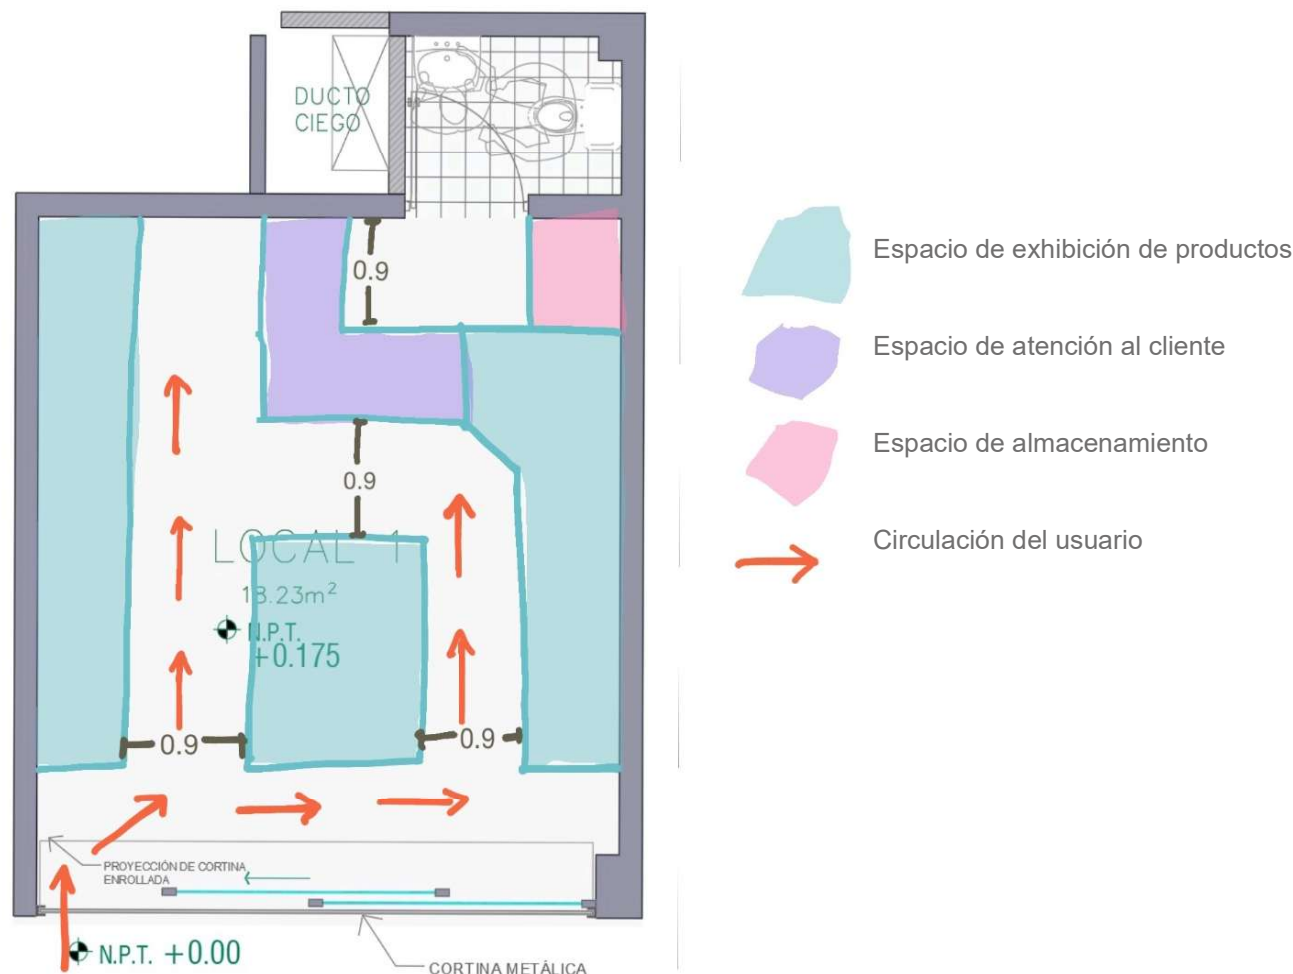 DUCTO
CIEGO
0.9
0.9
LOCAL 1
18.23m²
N.P.T.
+0.175
0.9
0.9
PROYECCIÓN DE CORTINA
ENROLLADA
N.P.T. +0.00
CORTINA METÁLICA
Espacio de exhibición de productos
Espacio de atención al cliente
Espacio de almacenamiento
Circulación del usuario